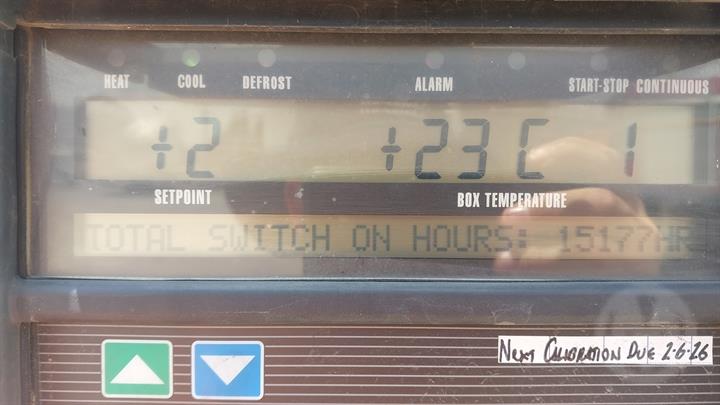 HEAT COOL DEFROST ALARM START-STOP CONTINUOUS
+2 +23 C 1
SETPOINT BOX TEMPERATURE
TOTAL SWITCH ON HOURS: 15177HR
NEXT CALIBRATION DUE 2-6-26